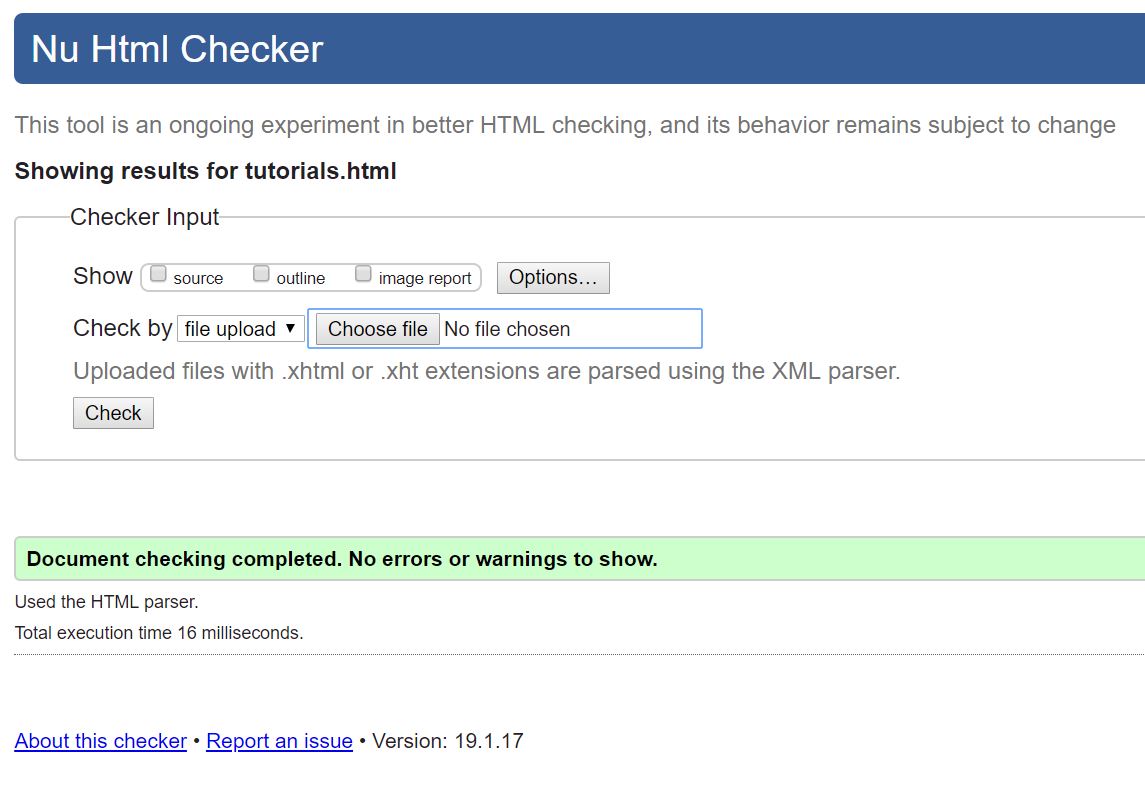 Nu Html Checker
This tool is an ongoing experiment in better HTML checking, and its behavior remains subject to change
Showing results for tutorials.html
Checker Input
Show source outline image report Options...
Check by file upload ▼ Choose file No file chosen
Uploaded files with .xhtml or .xht extensions are parsed using the XML parser.
Check
Document checking completed. No errors or warnings to show.
Used the HTML parser.
Total execution time 16 milliseconds.
About this checker • Report an issue • Version: 19.1.17